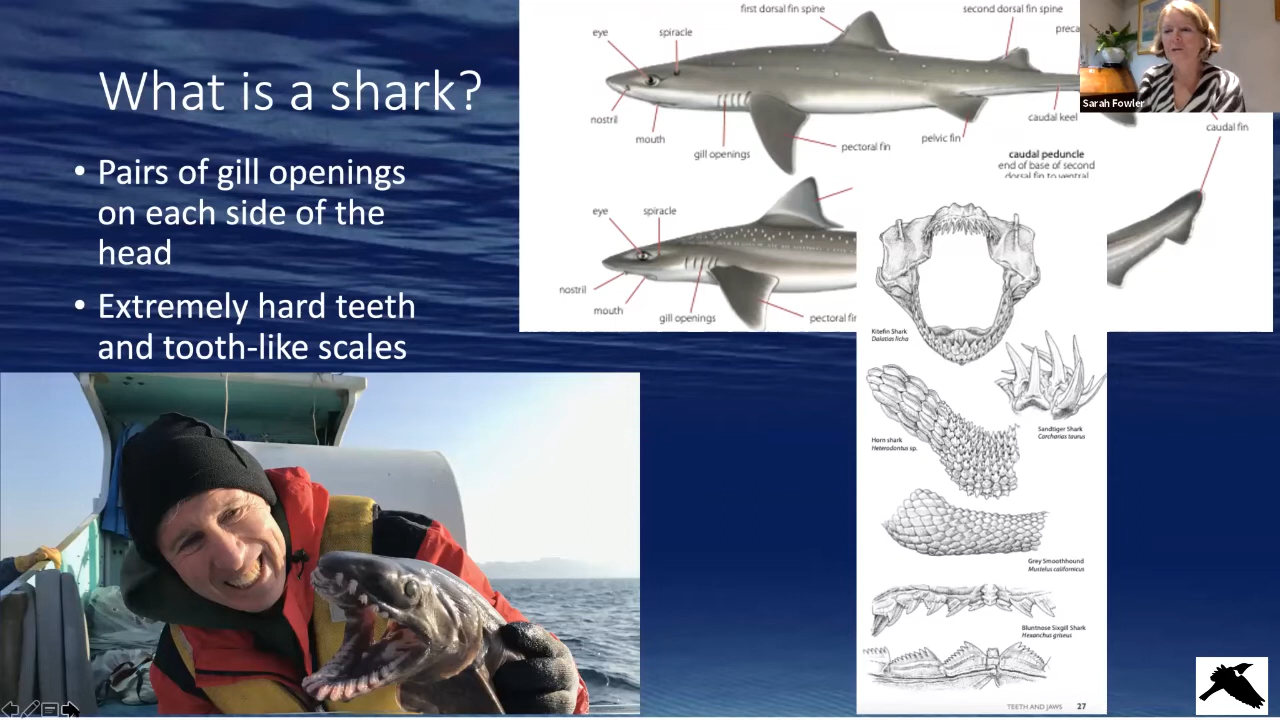 What is a shark?
• Pairs of gill openings
on each side of the
head
• Extremely hard teeth
and tooth-like scales
first dorsal fin spine
second dorsal fin spine
eye
spiracle
nostril
mouth
gill openings
pectoral fin
pelvic fin
caudal keel
caudal peduncle
end of base of second
dorsal fin to ventral
caudal fin
eye
spiracle
nostril
mouth
gill openings
pectoral fin
Sarah Fowler
Kitefin Shark
Dalatias licha
Sandtiger Shark
Carcharias taurus
Horn shark
Heterodontus sp.
Grey Smoothhound
Mustelus californicus
Bluntnose Sixgill Shark
Hexanchus griseus
TEETH AND JAWS 27